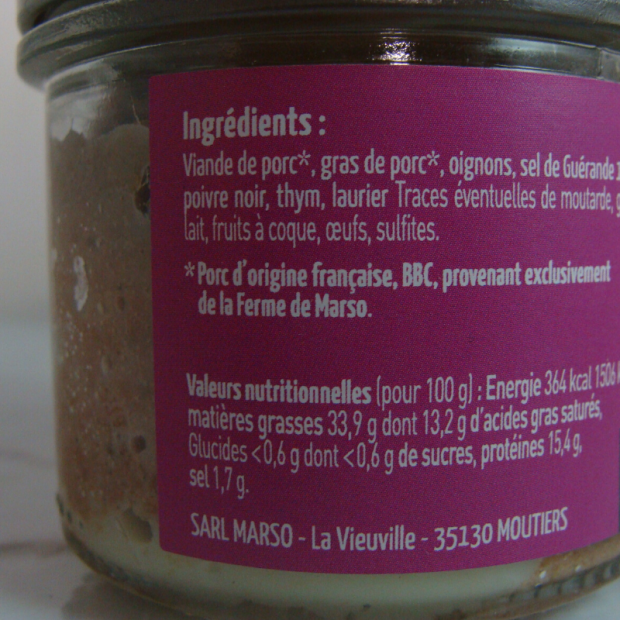 Ingrédients :
Viande de porc*, gras de porc*, oignons, sel de Guérande
poivre noir, thym, laurier Traces éventuelles de moutarde,
lait, fruits à coque, œufs, sulfites.
*Porc d'origine française, BBC, provenant exclusivement
de la Ferme de Marso.
Valeurs nutritionnelles (pour 100 g) : Energie 364 kcal 1506
matières grasses 33,9 g dont 13,2 g d'acides gras saturés,
Glucides <0,6 g dont <0,6 g de sucres, protéines 15,4 g,
sel 1,7 g.
SARL MARSO - La Vieuville - 35130 MOUTIERS